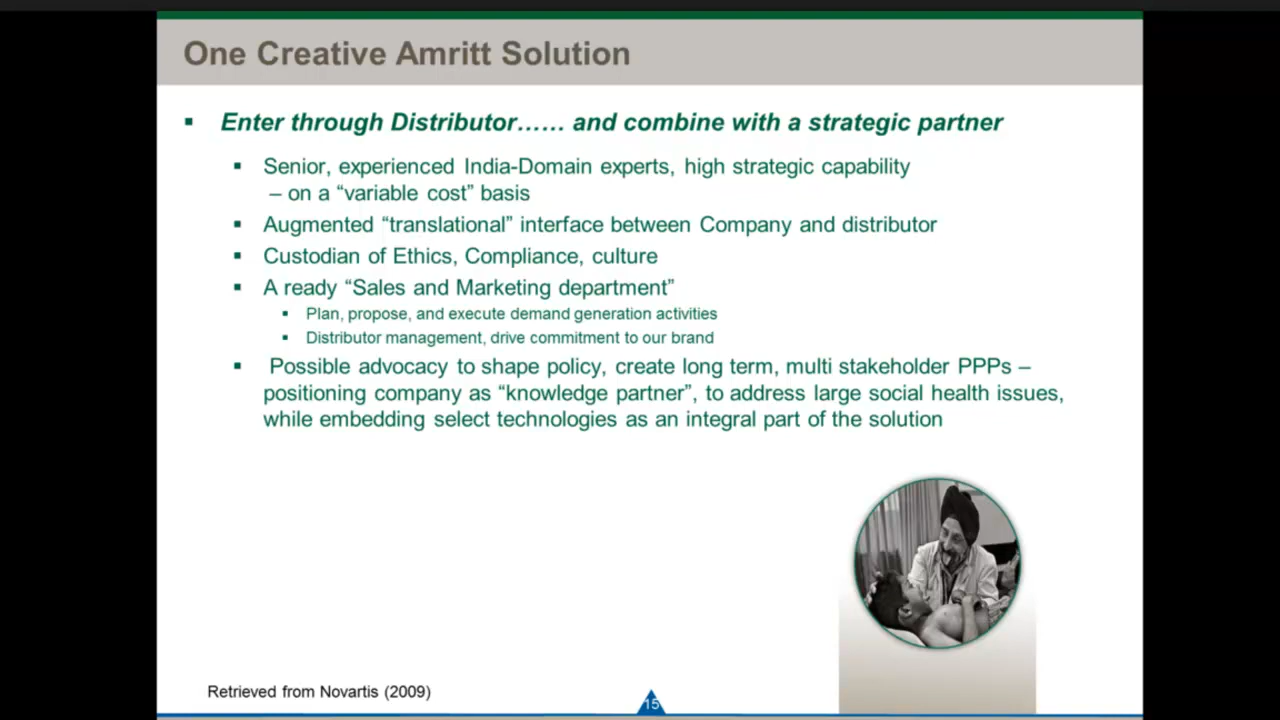 One Creative Amritt Solution
Enter through Distributor…… and combine with a strategic partner
Senior, experienced India-Domain experts, high strategic capability
– on a “variable cost” basis
Augmented “translational” interface between Company and distributor
Custodian of Ethics, Compliance, culture
A ready “Sales and Marketing department”
Plan, propose, and execute demand generation activities
Distributor management, drive commitment to our brand
Possible advocacy to shape policy, create long term, multi stakeholder PPPs –
positioning company as “knowledge partner”, to address large social health issues,
while embedding select technologies as an integral part of the solution
Retrieved from Novartis (2009)
15